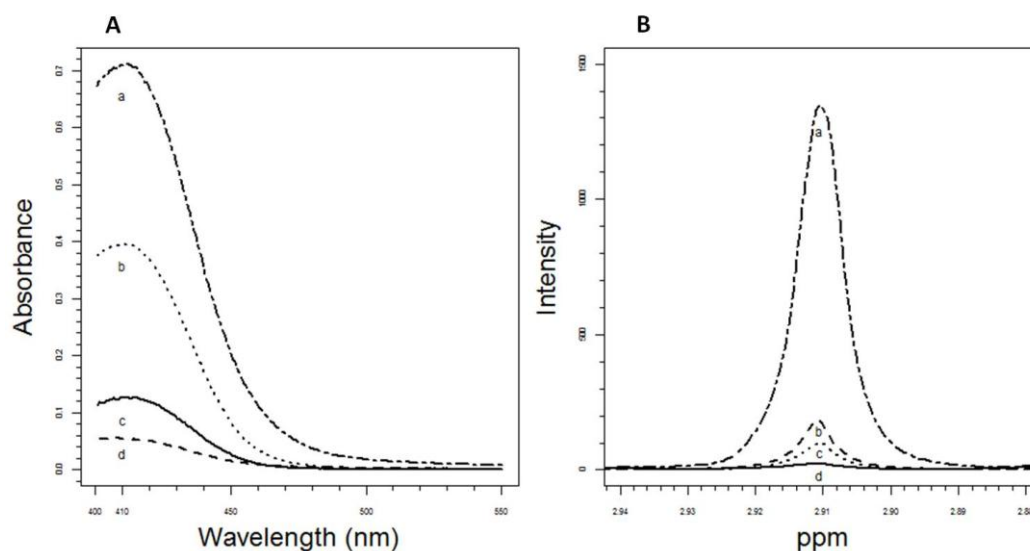 A
Absorbance
0.7
0.6
0.5
0.4
0.3
0.2
0.1
0.0
a
b
c
d
400 410 450 500 550
Wavelength (nm)
B
Intensity
1500
1000
500
0
a
b
c
d
2.94 2.93 2.92 2.91 2.90 2.89 2.88
ppm